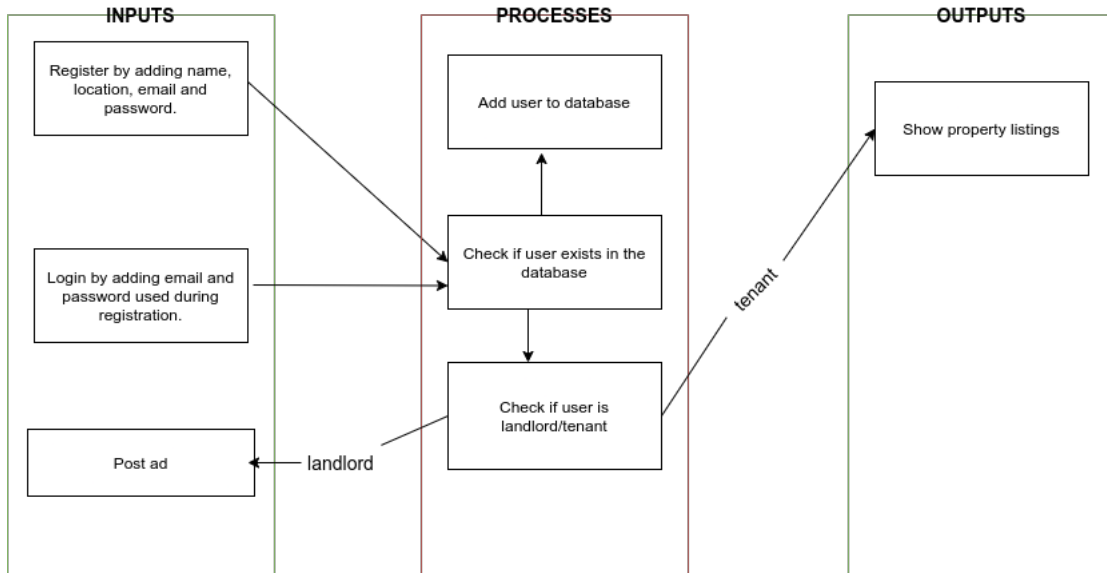 INPUTS
Register by adding name,
location, email and
password.
Login by adding email and
password used during
registration.
Post ad
landlord
PROCESSES
Add user to database
Check if user exists in the
database
Check if user is
landlord/tenant
tenant
OUTPUTS
Show property listings